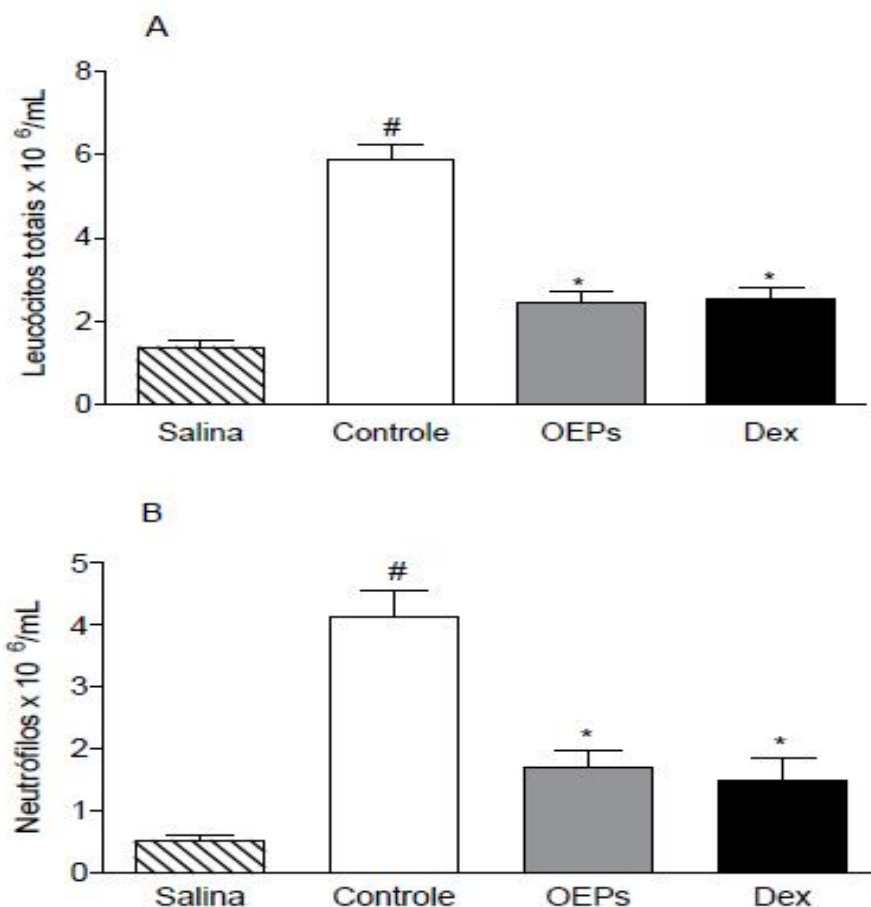 A
Leucócitos totais x 10 6/mL
8
6
4
2
0
#
*
*
Salina Controle OEPs Dex
B
Neutrófilos x 10 6/mL
5
4
3
2
1
0
#
*
*
Salina Controle OEPs Dex